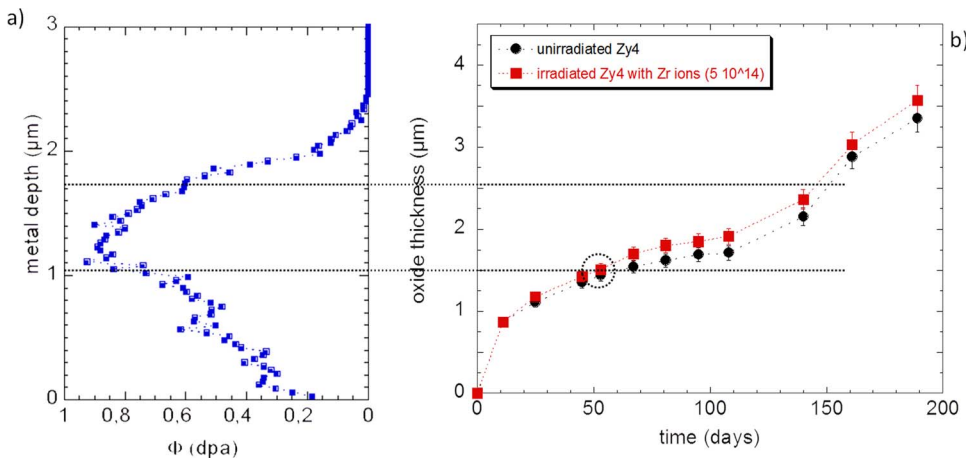 a)
3
2
1
0
metal depth (µm)
1
0,8
0,6
0,4
0,2
0
Φ (dpa)
b)
unirradiated Zy4
irradiated Zy4 with Zr ions (5 10^14)
4
3
2
1
0
oxide thickness (µm)
0
50
100
150
200
time (days)